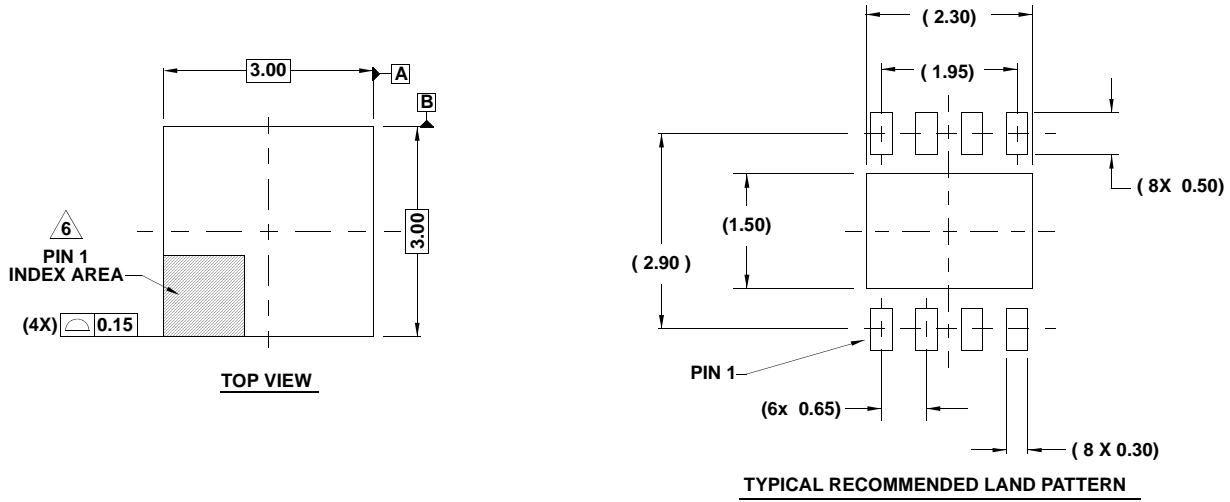 3.00
A
B
3.00
6
PIN 1
INDEX AREA
(4X) 0.15
TOP VIEW
( 2.30)
( 1.95)
( 8X 0.50)
(1.50)
( 2.90 )
PIN 1
(6x 0.65)
( 8 X 0.30)
TYPICAL RECOMMENDED LAND PATTERN